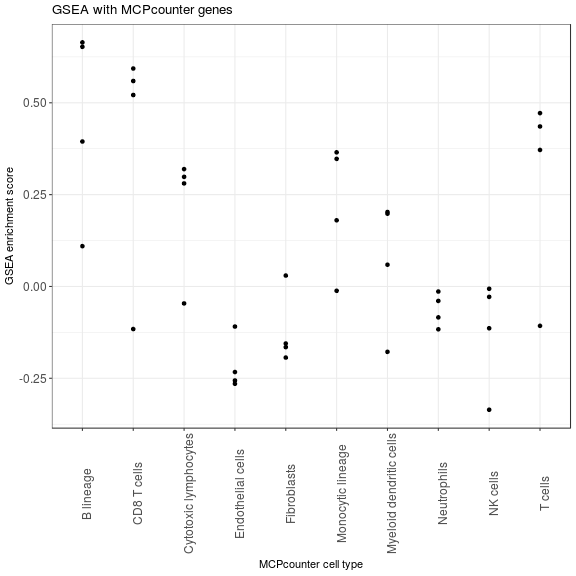 GSEA with MCPcounter genes
GSEA enrichment score
0.50
0.25
0.00
-0.25
B lineage
CD8 T cells
Cytotoxic lymphocytes
Endothelial cells
Fibroblasts
Monocytic lineage
Myeloid dendritic cells
Neutrophils
NK cells
T cells
MCPcounter cell type